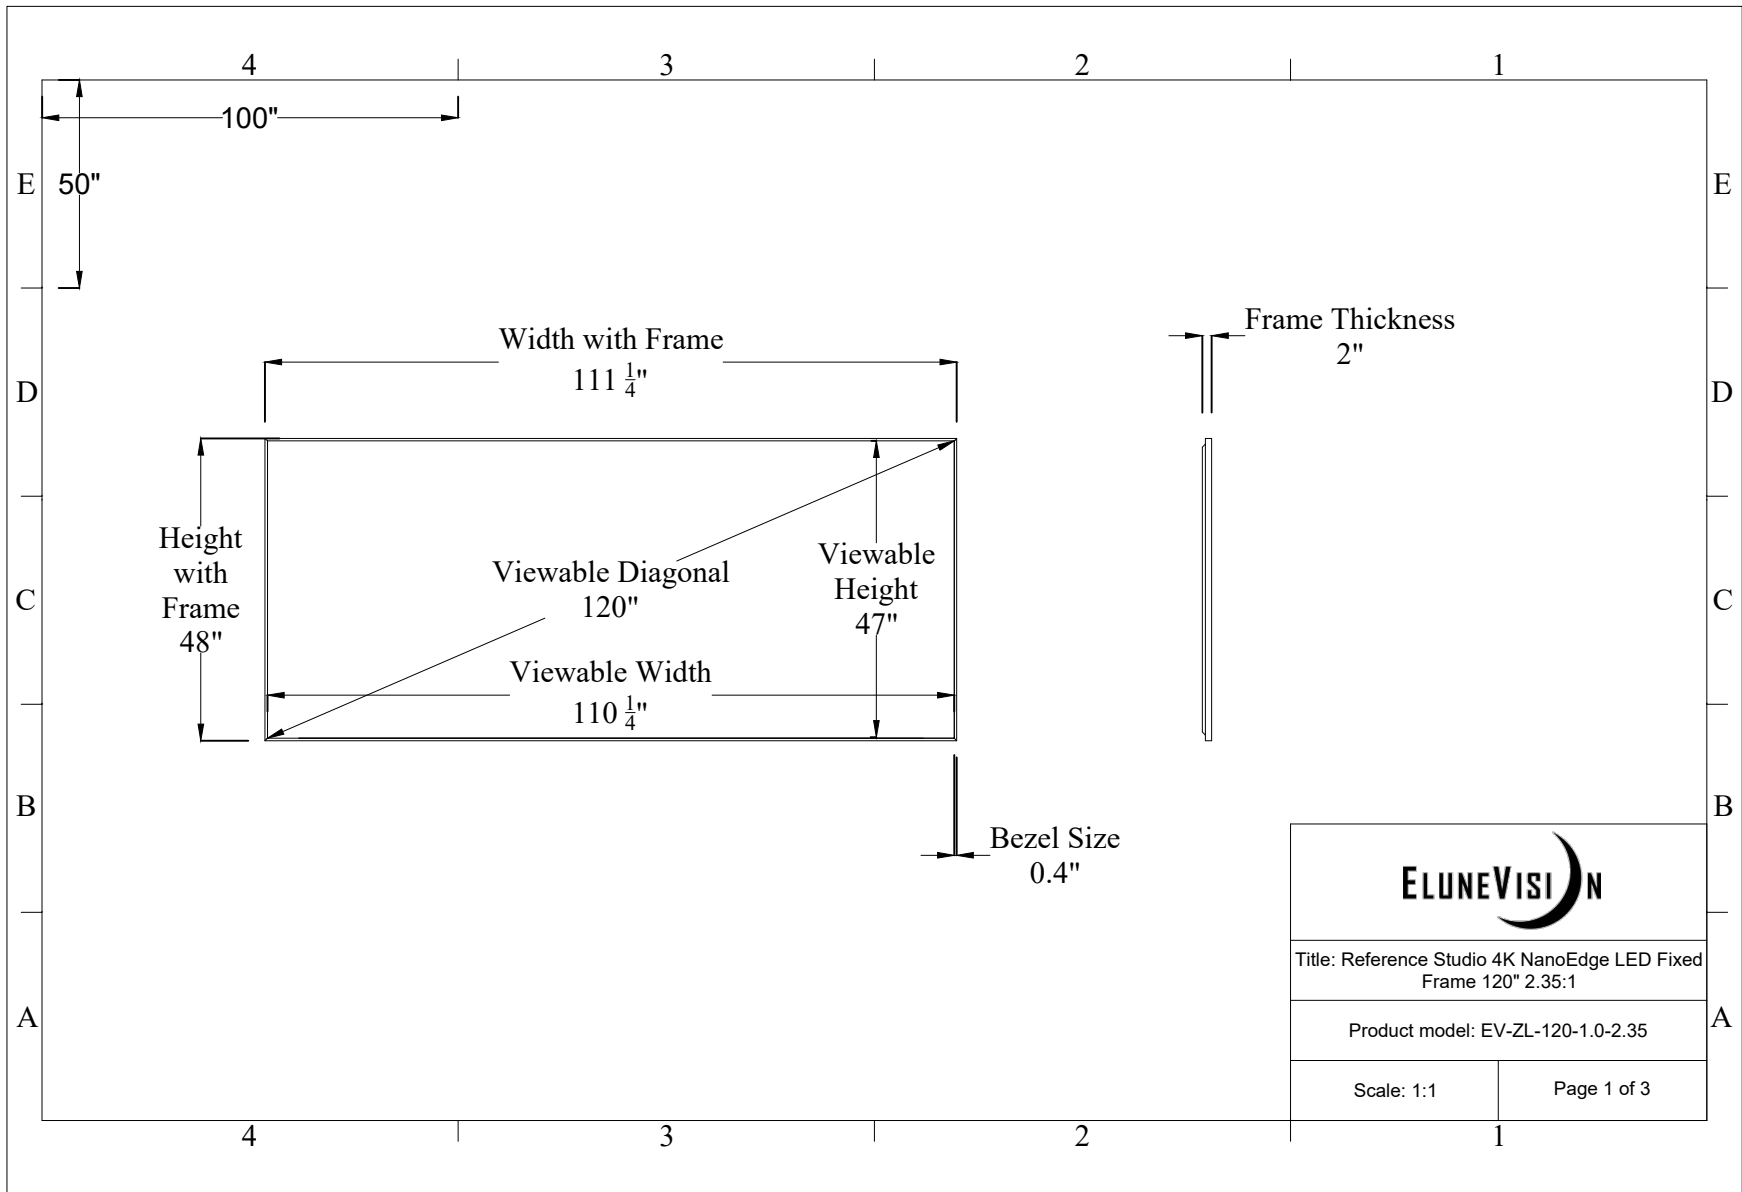 4 3 2 1
100"
E 50" E
Frame Thickness
2"
Width with Frame
111 1/4"
D D
Height
with
Frame
48"
Viewable Diagonal
120"
Viewable
Height
47"
C C
Viewable Width
110 1/4"
B B
Bezel Size
0.4"
ELUNEVISION
Title: Reference Studio 4K NanoEdge LED Fixed
Frame 120" 2.35:1
A A
Product model: EV-ZL-120-1.0-2.35
Scale: 1:1
Page 1 of 3
4 3 2 1